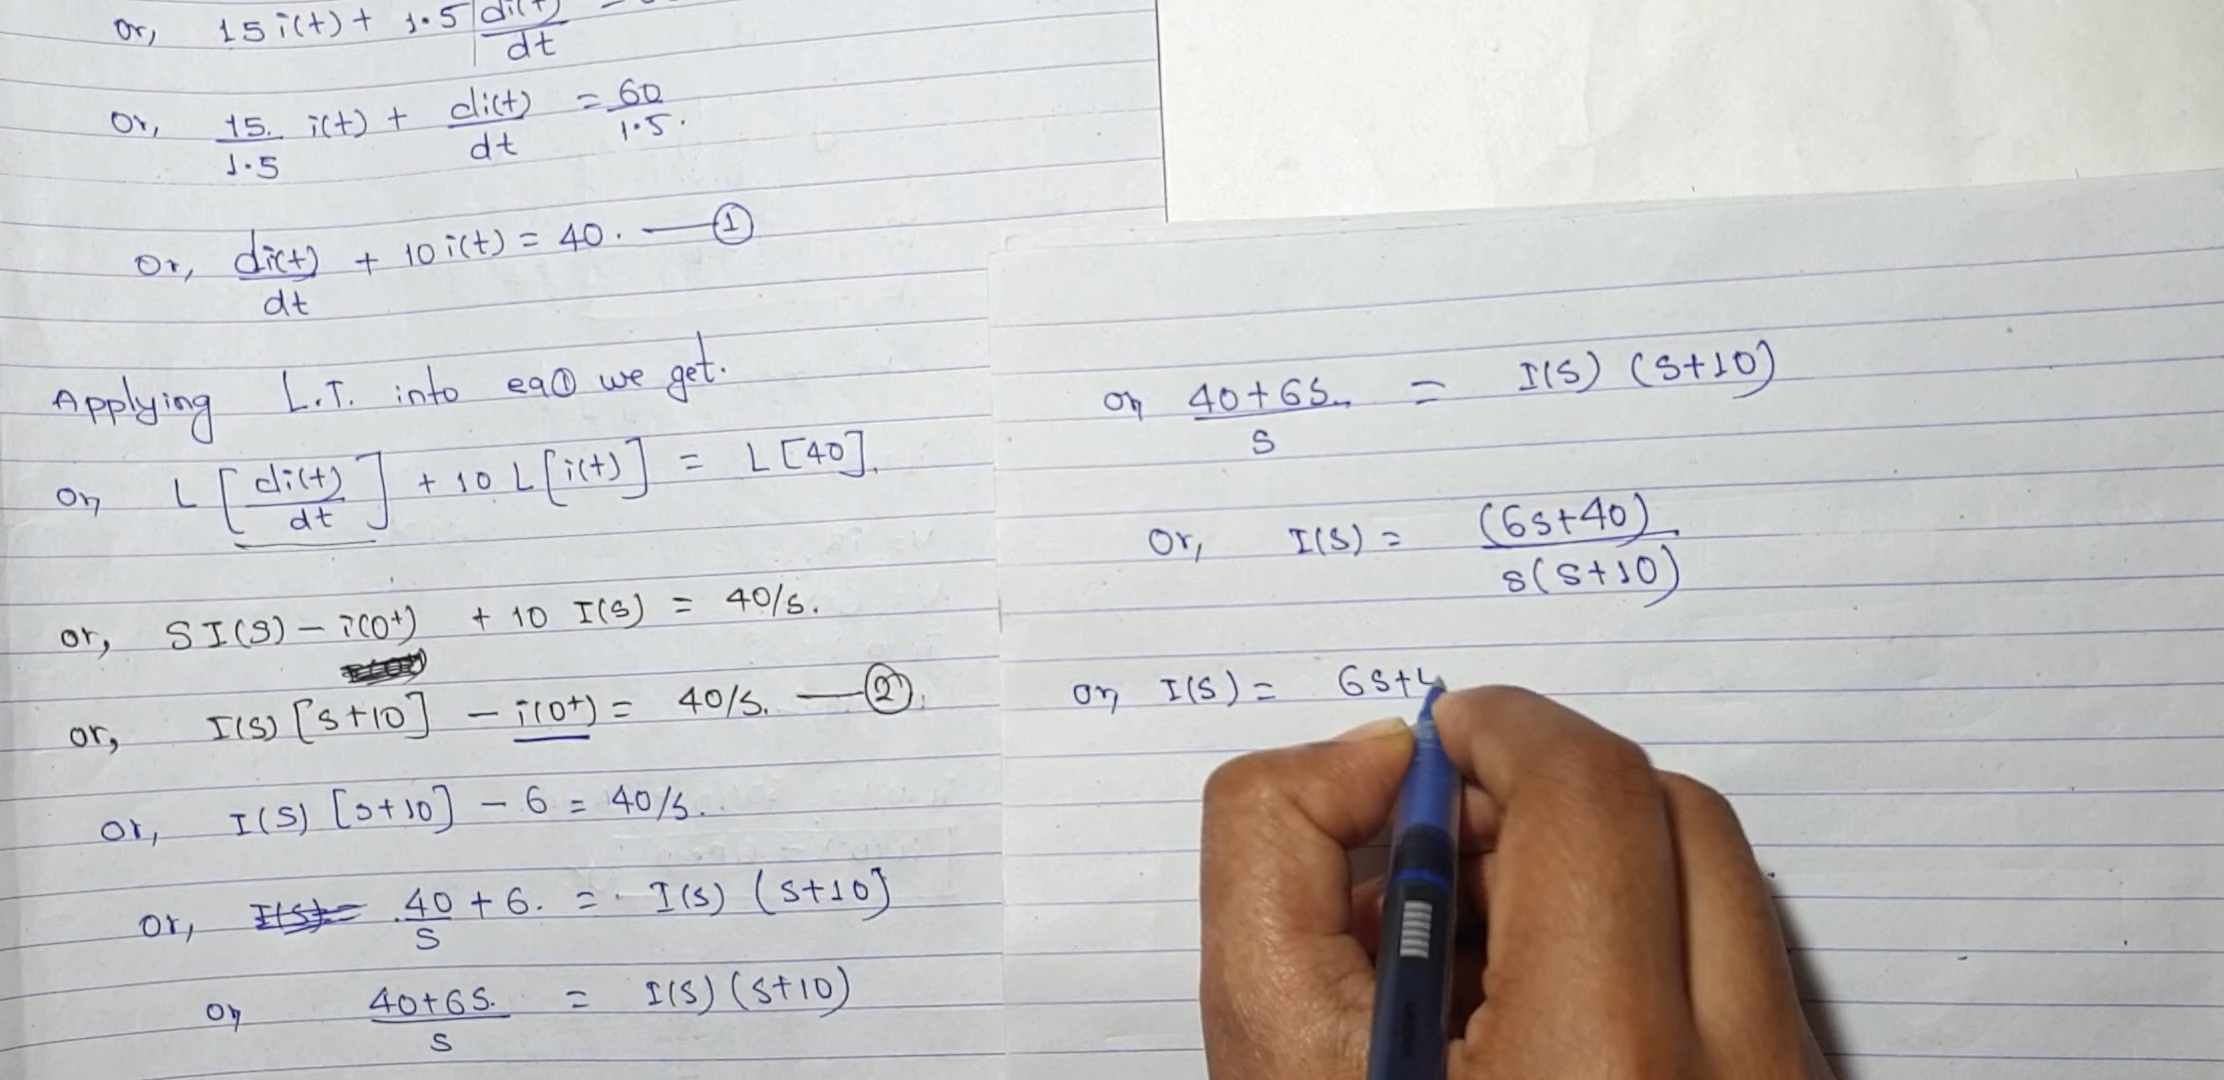 Or, 15 i(t) + 1.5 di(t)
dt
Or, 15 i(t) + di(t) = 60
1.5 dt 1.5.
Or, di(t) + 10 i(t) = 40. — ①
dt
Applying L.T. into eq① we get.
Or, L [ di(t) ] + 10 L [i(t)] = L [40].
dt
or, S I(S) – i(0+) + 10 I(S) = 40/s.
or, I(S) [s+10] – i(0+) = 40/s. — ②.
Or, I(S) [s+10] – 6 = 40/s.
Or, 40 + 6. = I(S) (s+10]
S
Or, 40+6S. = I(S) (s+10)
S
Or, 40+6S = I(S) (s+10)
S
Or, I(S) = (6s+40)
s(s+10)
Or, I(S) = 6s+4